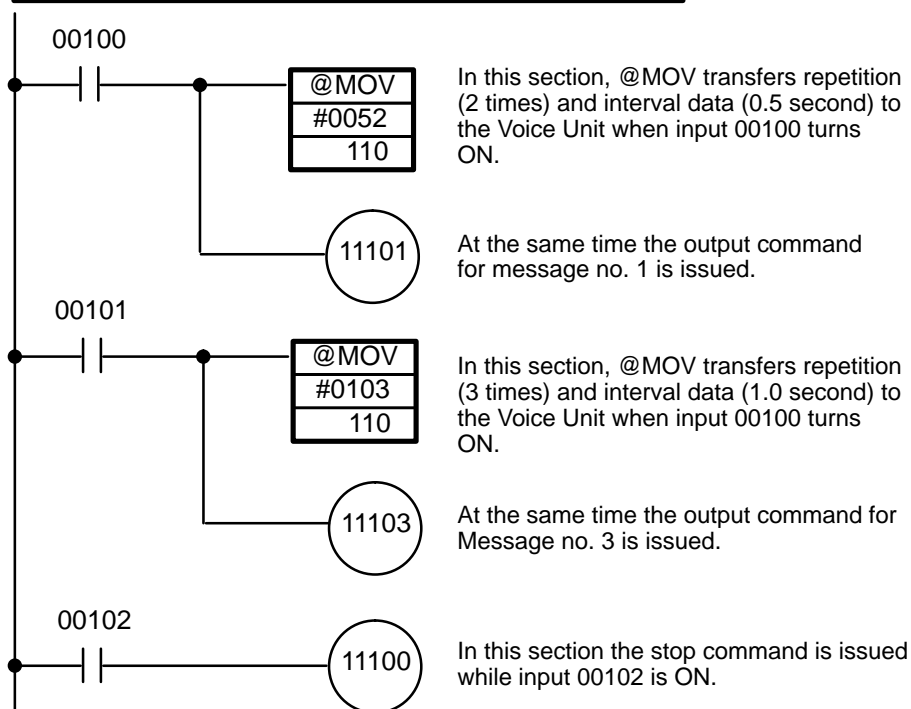 00100
@MOV
#0052
110
In this section, @MOV transfers repetition
(2 times) and interval data (0.5 second) to
the Voice Unit when input 00100 turns
ON.
11101
At the same time the output command
for message no. 1 is issued.
00101
@MOV
#0103
110
In this section, @MOV transfers repetition
(3 times) and interval data (1.0 second) to
the Voice Unit when input 00100 turns
ON.
11103
At the same time the output command for
Message no. 3 is issued.
00102
11100
In this section the stop command is issued
while input 00102 is ON.